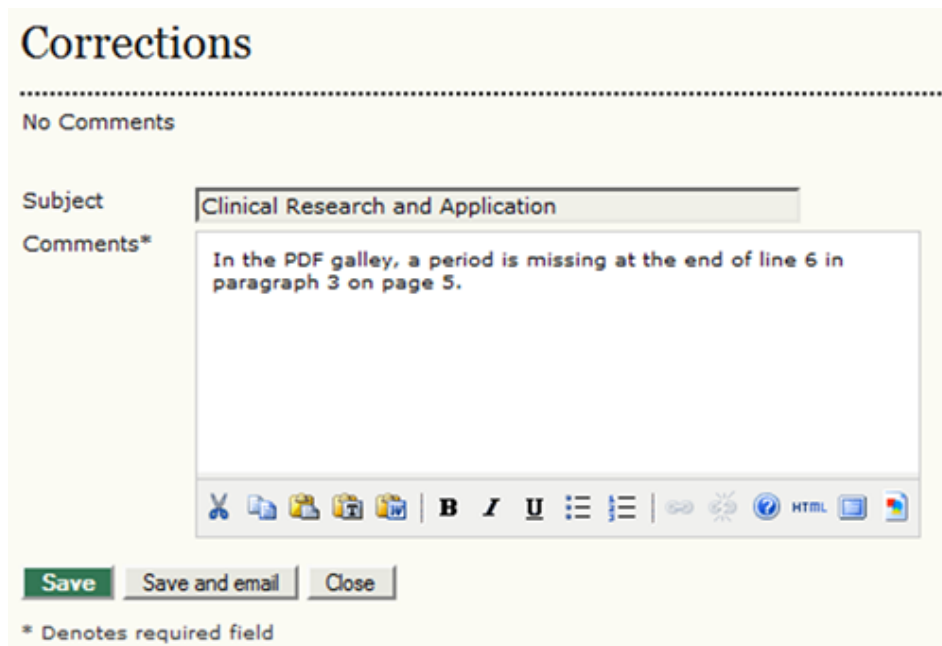 Corrections
No Comments
Subject
Clinical Research and Application
Comments*
In the PDF galley, a period is missing at the end of line 6 in
paragraph 3 on page 5.
B I U HTML
Save Save and email Close
* Denotes required field